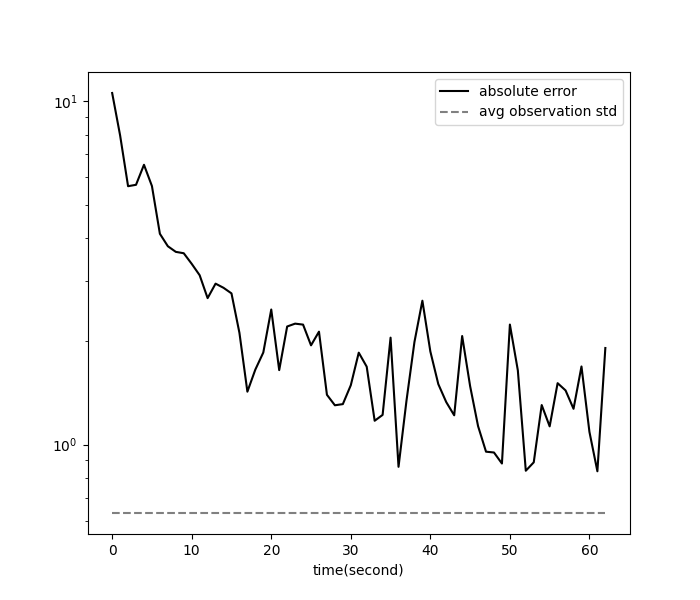 absolute error
avg observation std
10¹
10⁰
0 10 20 30 40 50 60
time(second)